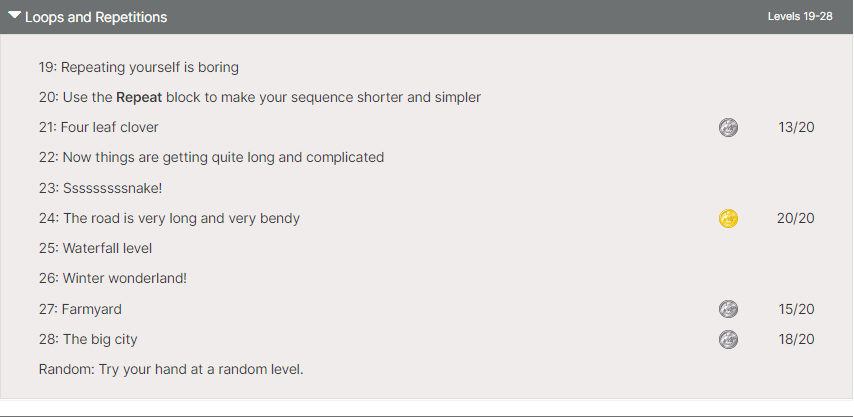 Loops and Repetitions Levels 19-28
19: Repeating yourself is boring
20: Use the Repeat block to make your sequence shorter and simpler
21: Four leaf clover 13/20
22: Now things are getting quite long and complicated
23: Sssssssssnake!
24: The road is very long and very bendy 20/20
25: Waterfall level
26: Winter wonderland!
27: Farmyard 15/20
28: The big city 18/20
Random: Try your hand at a random level.